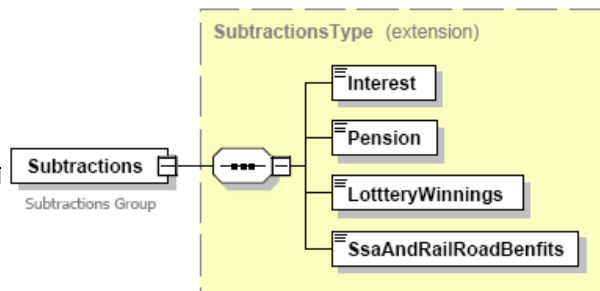 SubtractionsType (extension)
Interest
Pension
Subtractions
Subtractions Group
LottteryWinnings
SsaAndRailRoadBenfits